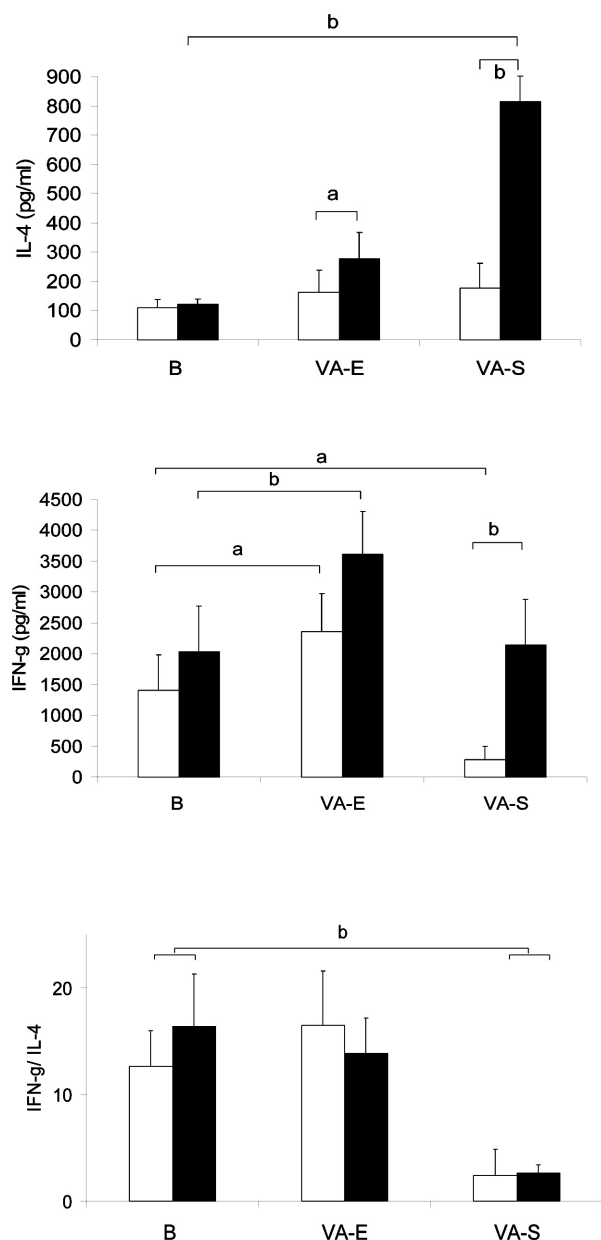 b
b
900
800
700
600
500
400
300
200
100
0
IL-4 (pg/ml)
a
B VA-E VA-S
a
b
a
b
4500
4000
3500
3000
2500
2000
1500
1000
500
0
IFN-g (pg/ml)
B VA-E VA-S
b
20
10
0
IFN-g/ IL-4
B VA-E VA-S